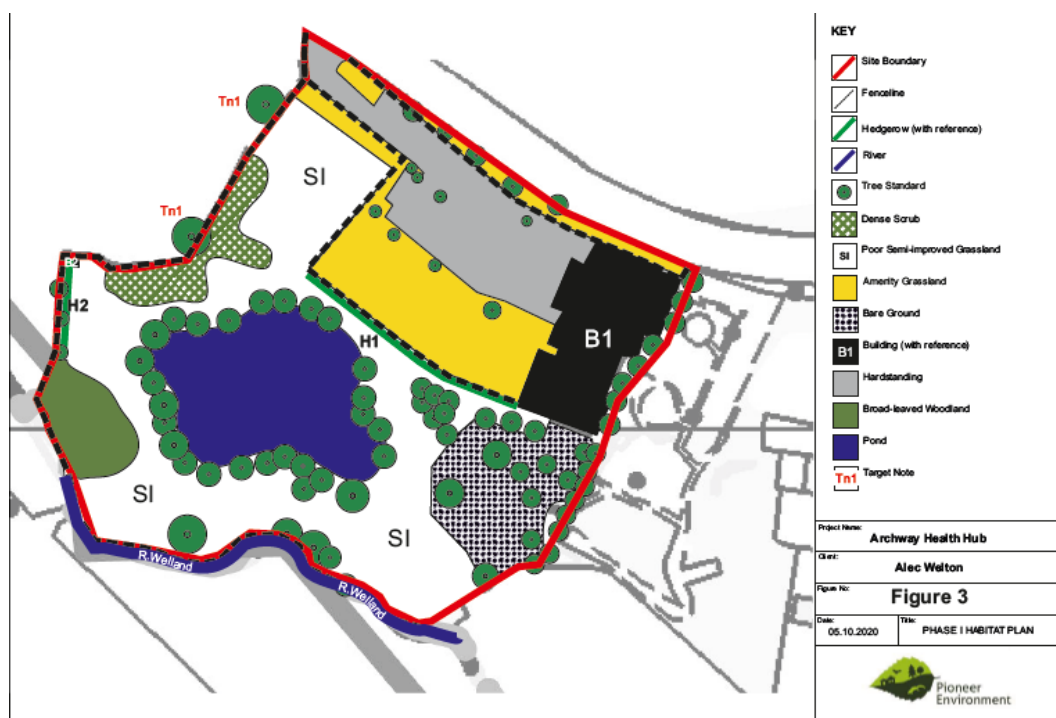 Tn1
SI
Tn1
B2
H2
H1
B1
SI
SI
R.Welland
R.Welland
KEY
Site Boundary
Fenceline
Hedgerow (with reference)
River
Tree Standard
Dense Scrub
SI Poor Semi-improved Grassland
Amenity Grassland
Bare Ground
B1 Building (with reference)
Hardstanding
Broad-leaved Woodland
Pond
Tn1 Target Note
Project Name:
Archway Health Hub
Client:
Alec Welton
Figure No:
Figure 3
Date: Title:
05.10.2020 PHASE I HABITAT PLAN
Pioneer
Environment